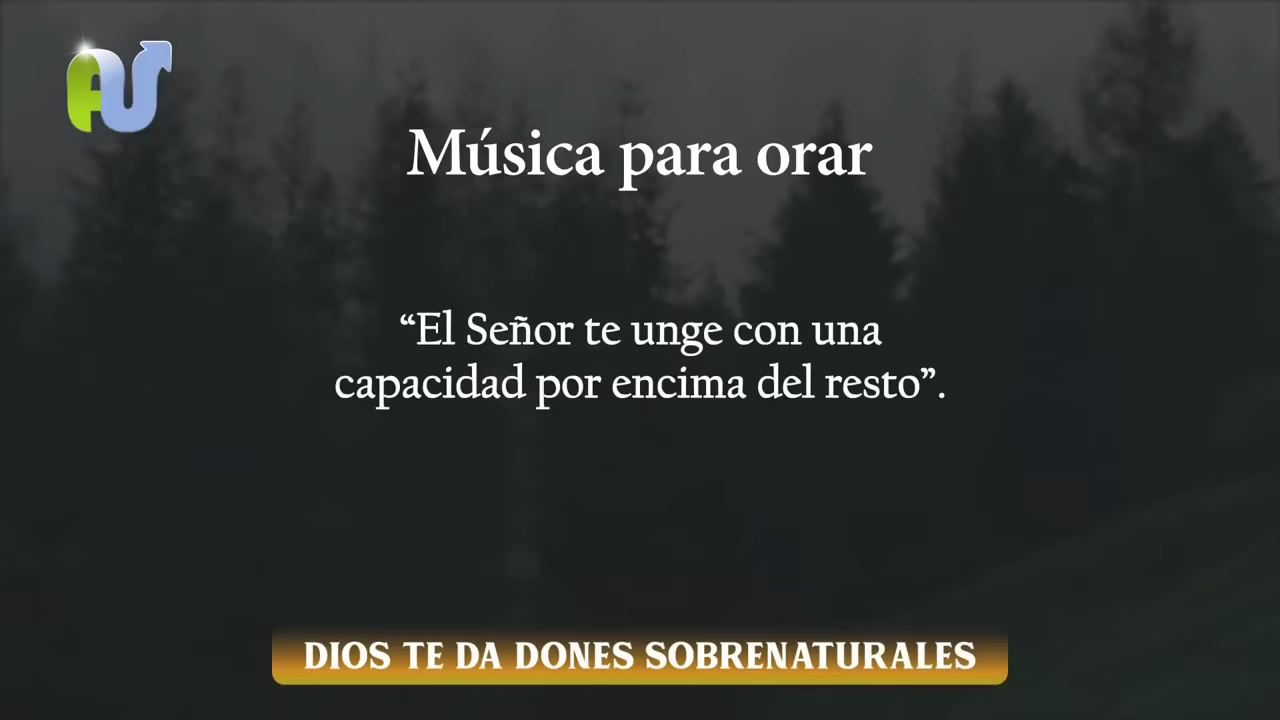 AU
Música para orar
“El Señor te unge con una
capacidad por encima del resto”.
DIOS TE DA DONES SOBRENATURALES